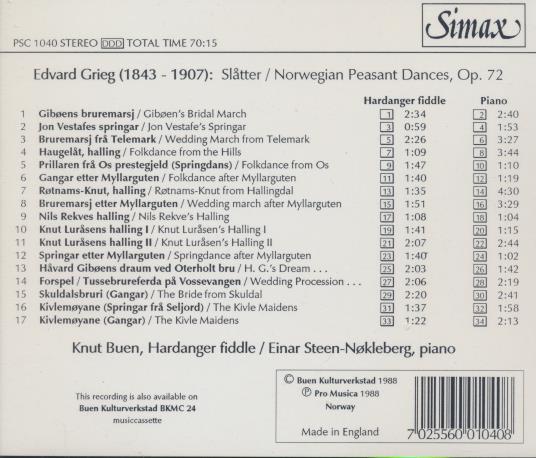 Simax
PSC 1040 STEREO DDD TOTAL TIME 70:15
Edvard Grieg (1843 - 1907): Slåtter / Norwegian Peasant Dances, Op. 72
Hardanger fiddle Piano
1 Gibøens bruremarsj / Gibøen's Bridal March 1 2:34 2 2:40
2 Jon Vestafes springar / Jon Vestafe's Springar 3 0:59 4 1:53
3 Bruremarsj frå Telemark / Wedding March from Telemark 5 2:26 6 3:27
4 Haugelåt, halling / Folkdance from the Hills 7 1:09 8 3:44
5 Prillaren frå Os prestegjeld (Springdans) / Folkdance from Os 9 1:47 10 1:10
6 Gangar etter Myllarguten / Folkdance after Myllarguten 11 1:40 12 1:19
7 Røtnams-Knut, halling / Røtnams-Knut from Hallingdal 13 1:35 14 4:30
8 Bruremarsj etter Myllarguten / Wedding march after Myllarguten 15 1:51 16 3:29
9 Nils Rekves halling / Nils Rekve's Halling 17 1:08 18 1:04
10 Knut Luråsens halling I / Knut Luråsen's Halling I 19 1:41 20 1:15
11 Knut Luråsens halling II / Knut Luråsen's Halling II 21 2:07 22 2:44
12 Springar etter Myllarguten / Springdance after Myllarguten 23 1:40 24 1:02
13 Håvard Gibøens draum ved Oterholt bru / H. G.'s Dream . . . 25 2:03 26 1:42
14 Forspel / Tussebrureferda på Vossevangen / Wedding Procession . . . 27 2:06 28 2:19
15 Skuldalsbruri (Gangar) / The Bride from Skuldal 29 2:20 30 2:41
16 Kivlemøyane (Springar frå Seljord) / The Kivle Maidens 31 1:37 32 1:58
17 Kivlemøyane (Gangar) / The Kivle Maidens 33 1:22 34 2:13
Knut Buen, Hardanger fiddle / Einar Steen-Nøkleberg, piano
This recording is also available on
Buen Kulturverkstad BKMC 24
musiccassette
© Buen Kulturverkstad 1988
℗ Pro Musica 1988
Norway
Made in England
7 025560 010408